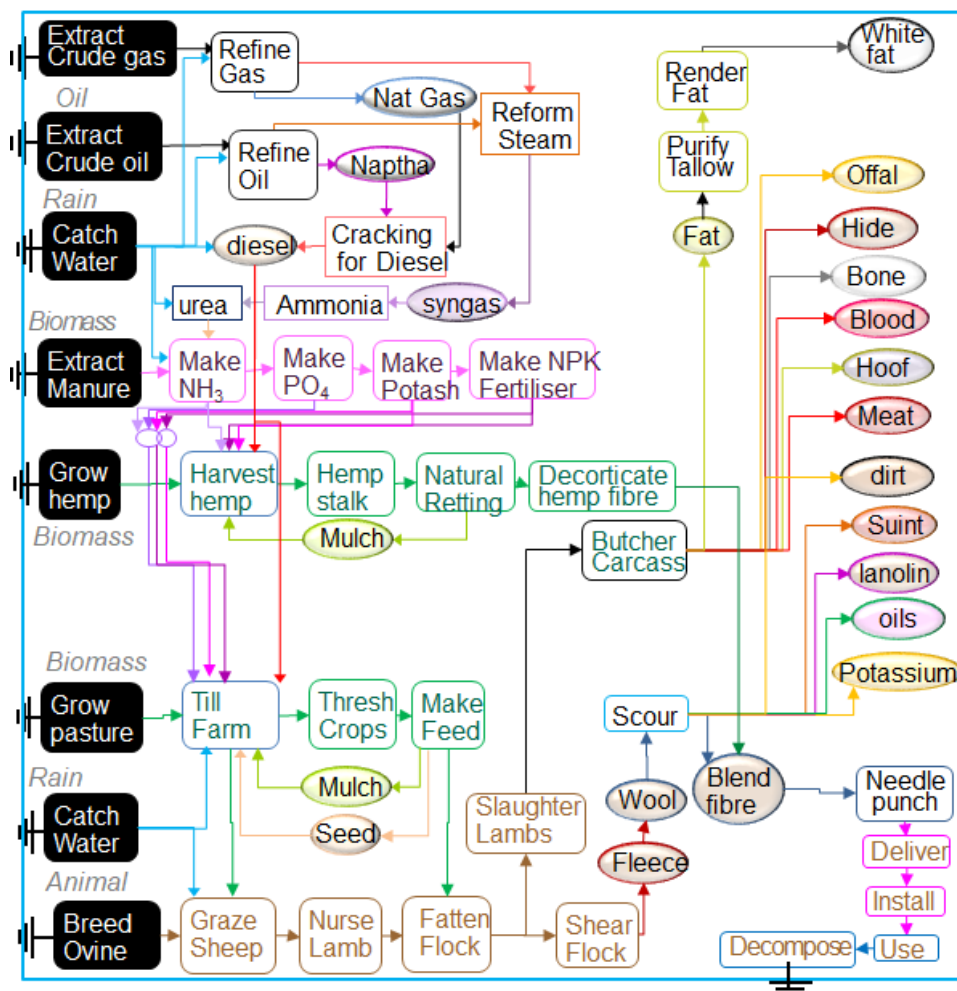 Extract
Crude gas
Refine
Gas
White
fat
Render
Fat
Oil
Nat Gas
Reform
Steam
Extract
Crude oil
Refine
Oil
Naptha
Purify
Tallow
Offal
Rain
Catch
Water
diesel
Cracking
for Diesel
Fat
Hide
Bone
urea
Ammonia
syngas
Blood
Biomass
Extract
Manure
Make
NH3
Make
PO4
Make
Potash
Make NPK
Fertiliser
Hoof
Meat
Grow
hemp
Harvest
hemp
Hemp
stalk
Natural
Retting
Decorticate
hemp fibre
dirt
Biomass
Mulch
Butcher
Carcass
Suint
lanolin
oils
Biomass
Potassium
Grow
pasture
Till
Farm
Thresh
Crops
Make
Feed
Scour
Rain
Mulch
Wool
Blend
fibre
Needle
punch
Catch
Water
Seed
Slaughter
Lambs
Fleece
Deliver
Animal
Install
Breed
Ovine
Graze
Sheep
Nurse
Lamb
Fatten
Flock
Shear
Flock
Decompose
Use